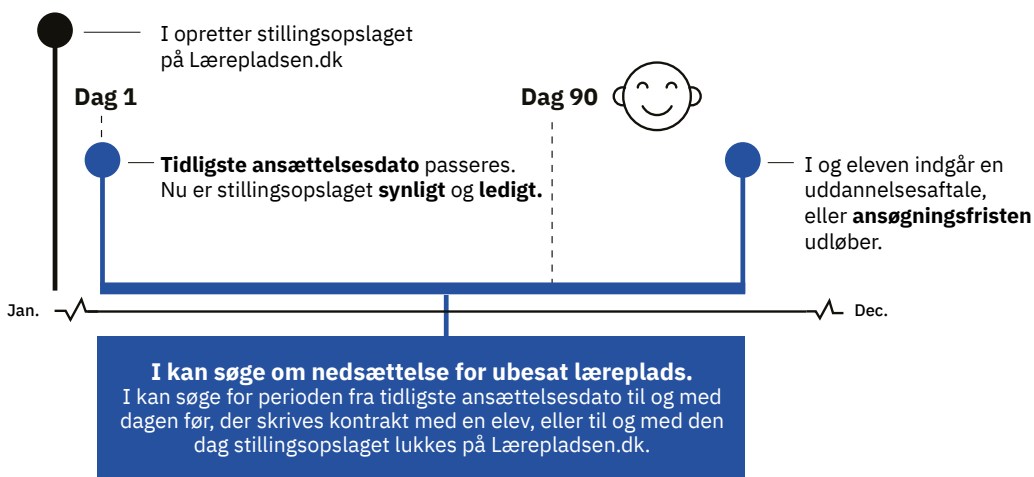 I opretter stillingsopslaget
på Lærepladsen.dk
Dag 1
Dag 90
Tidligste ansættelsesdato passeres.
Nu er stillingsopslaget synligt og ledigt.
I og eleven indgår en
uddannelsesaftale,
eller ansøgningsfristen
udløber.
Jan.
Dec.
I kan søge om nedsættelse for ubesat læreplads.
I kan søge for perioden fra tidligste ansættelsesdato til og med
dagen før, der skrives kontrakt med en elev, eller til og med den
dag stillingsopslaget lukkes på Lærepladsen.dk.